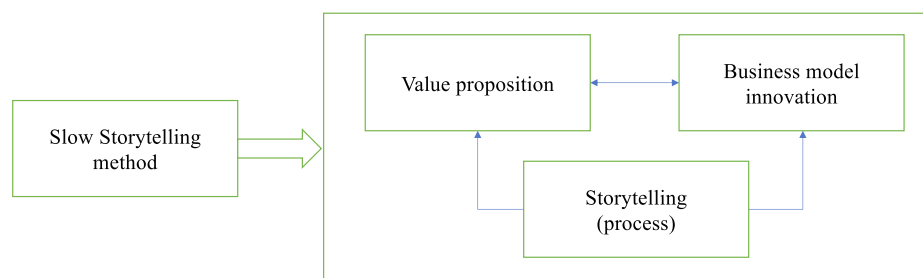 Slow Storytelling
method
Value proposition
Business model
innovation
Storytelling
(process)